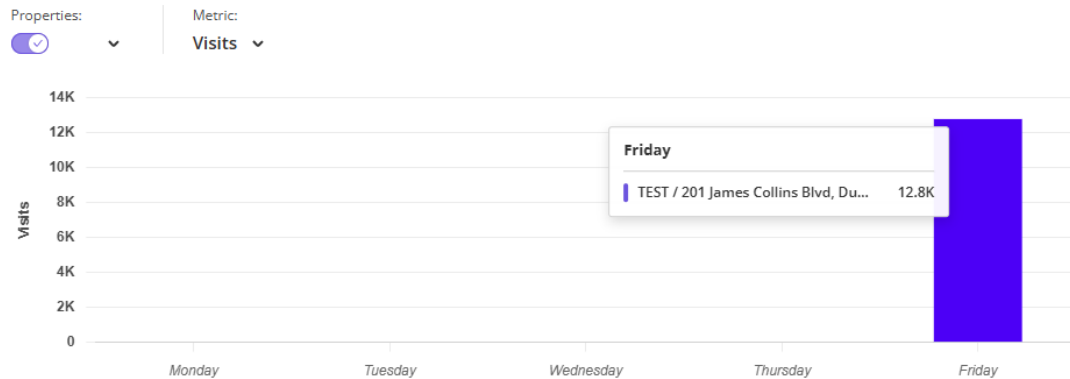 Properties:
Metric:
Visits
14K
12K
10K
8K
6K
4K
2K
0
Visits
Friday
TEST / 201 James Collins Blvd, Du... 12.8K
Monday Tuesday Wednesday Thursday Friday